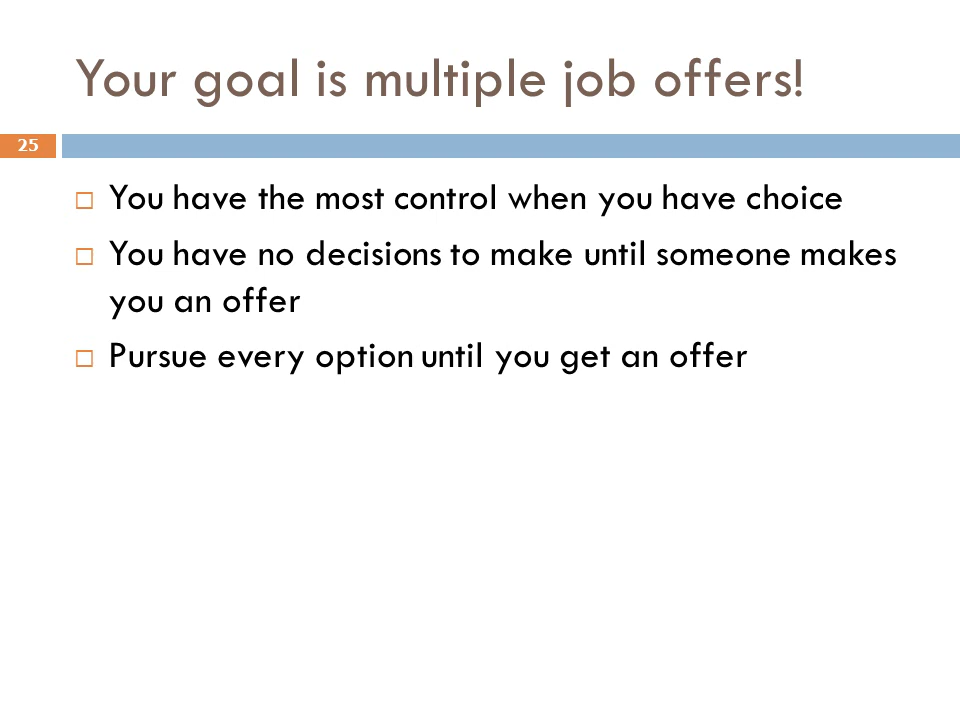 Your goal is multiple job offers!
25
You have the most control when you have choice
You have no decisions to make until someone makes
you an offer
Pursue every option until you get an offer